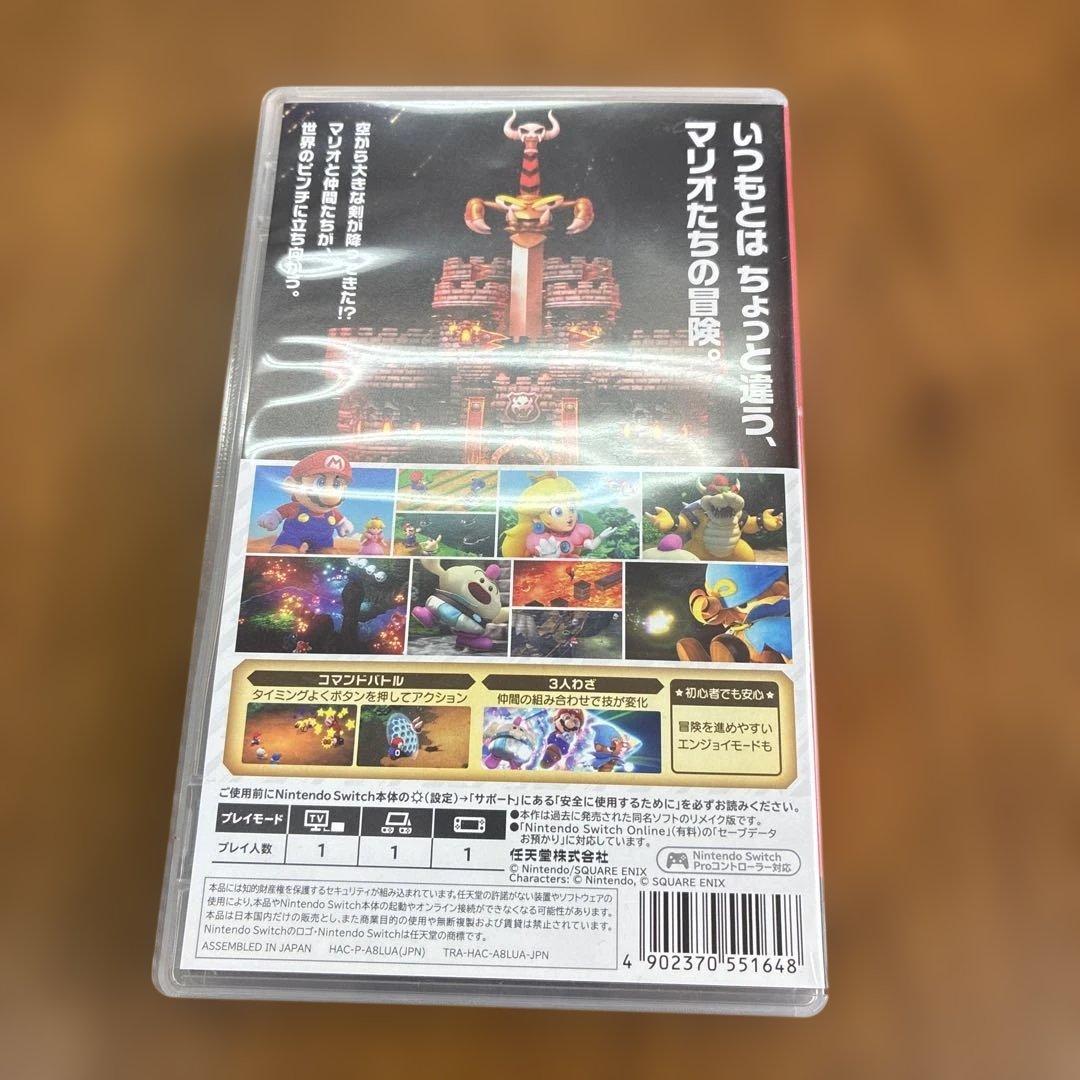 いつもとは ちょっと違う、
マリオたちの冒険。
空から大きな剣が降ってきた!?
マリオと仲間たちが、
世界のピンチに立ち向かう。
コマンドバトル
タイミングよくボタンを押してアクション
3人わざ
仲間の組み合わせで技が変化
★初心者でも安心★
冒険を進めやすい
エンジョイモードも
ご使用前にNintendo Switch本体の(設定)→「サポート」にある「安全に使用するために」を必ずお読みください。
プレイモード
TV
プレイ人数 1 1 1
●本作は過去に発売された同名ソフトのリメイク版です。
●「Nintendo Switch Online」(有料)の「セーブデータ
お預かり」に対応しています。
任天堂株式会社
© Nintendo/SQUARE ENIX
Characters: © Nintendo, © SQUARE ENIX
Nintendo Switch
Proコントローラー対応
本品には知的財産権を保護するセキュリティが組み込まれています。任天堂の許諾がない装置やソフトウェアの
使用により、本品やNintendo Switch本体の起動やオンライン接続ができなくなる可能性があります。
本品は日本国内だけの販売とし、また商業目的の使用や無断複製および賃貸は禁止されています。
Nintendo Switchのロゴ・Nintendo Switchは任天堂の商標です。
ASSEMBLED IN JAPAN HAC-P-A8LUA(JPN) TRA-HAC-A8LUA-JPN
4 902370 551648